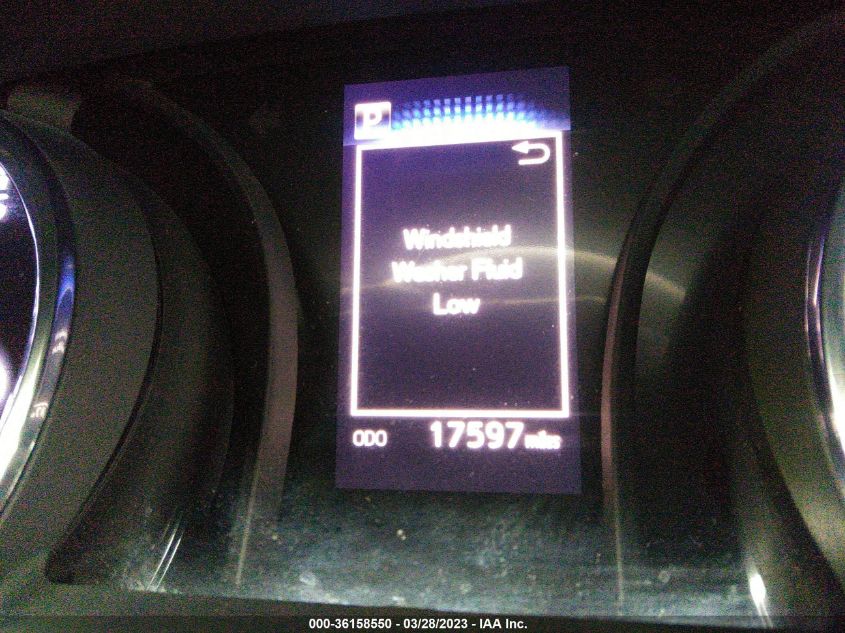 P
Windshield
Washer Fluid
Low
ODO 17597 miles
000-36158550 - 03/28/2023 - IAA Inc.